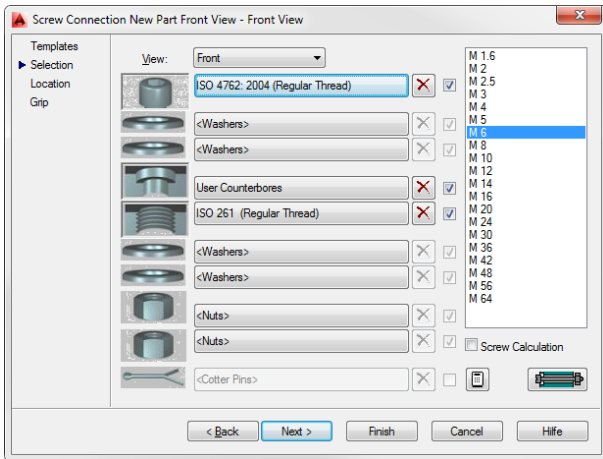 Screw Connection New Part Front View - Front View
Templates
Selection
Location
Grip
View:
Front
ISO 4762: 2004 (Regular Thread)
<Washers>
<Washers>
User Counterbores
ISO 261 (Regular Thread)
<Washers>
<Washers>
<Nuts>
<Nuts>
<Cotter Pins>
M 1.6
M 2
M 2.5
M 3
M 4
M 5
M 6
M 8
M 10
M 12
M 14
M 16
M 20
M 24
M 30
M 36
M 42
M 48
M 56
M 64
Screw Calculation
< Back
Next >
Finish
Cancel
Hilfe